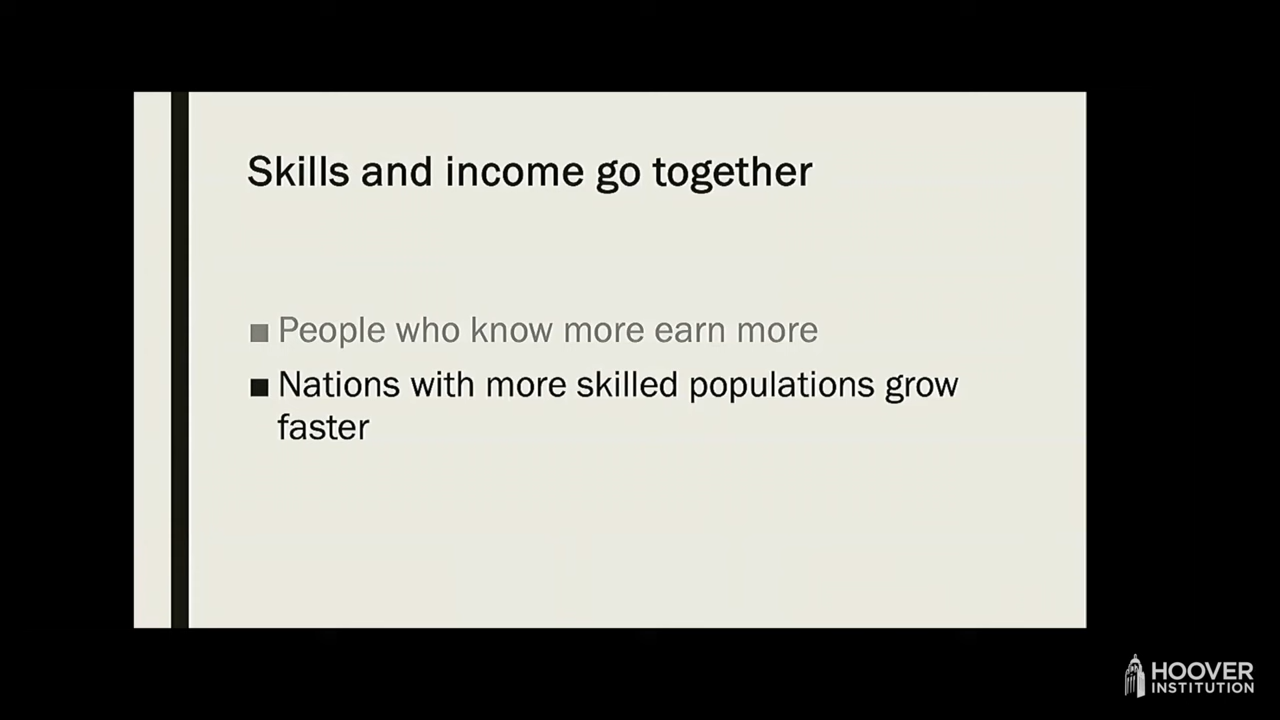 Skills and income go together
■ People who know more earn more
■ Nations with more skilled populations grow
faster
HOOVER
INSTITUTION